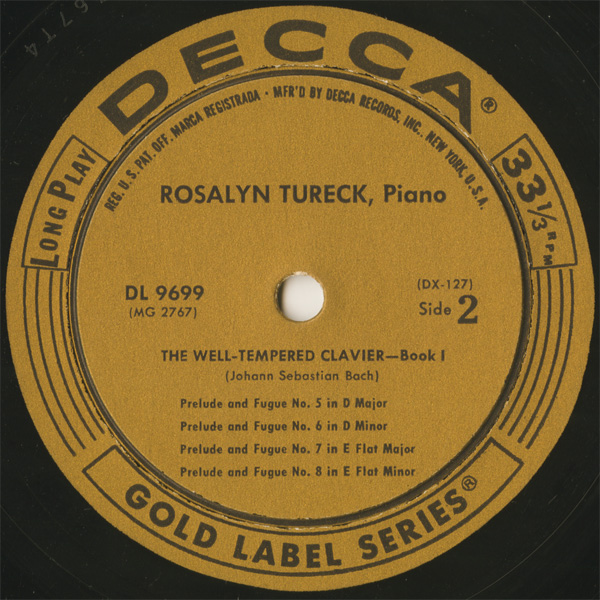 DECCA®
REG. U.S. PAT. OFF. MARCA REGISTRADA · MFR'D BY DECCA RECORDS, INC., NEW YORK, U.S.A.
LONG PLAY
33 1/3 RPM
ROSALYN TURECK, Piano
DL 9699
(MG 2767)
(DX-127)
Side 2
THE WELL-TEMPERED CLAVIER—Book I
(Johann Sebastian Bach)
Prelude and Fugue No. 5 in D Major
Prelude and Fugue No. 6 in D Minor
Prelude and Fugue No. 7 in E Flat Major
Prelude and Fugue No. 8 in E Flat Minor
GOLD LABEL SERIES®